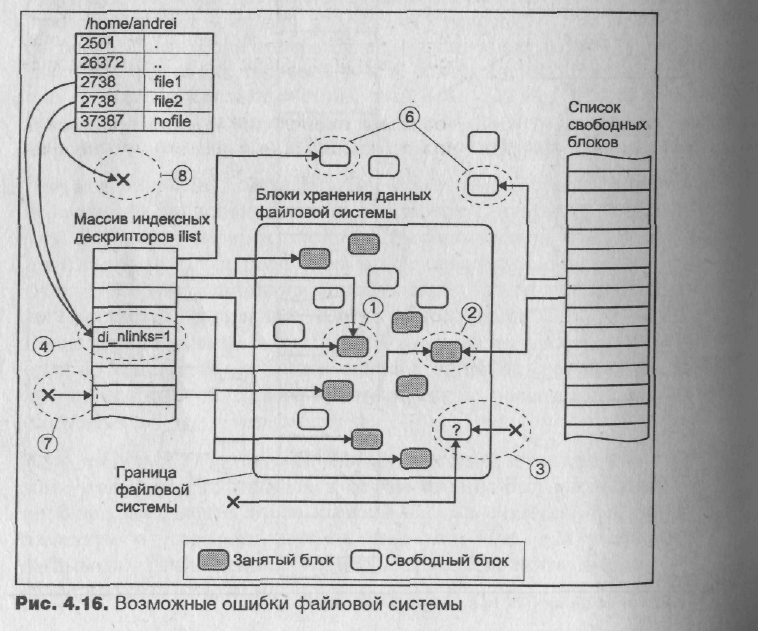 /home/andrei
2501
26372 ..
2738 file1
2738 file2
37387 nofile
6
Список
свободных
блоков
8
Блоки хранения данных
файловой системы
Массив индексных
дескрипторов ilist
1
2
4
di_nlinks=1
7
?
3
Граница
файловой
системы
Занятый блок
Свободный блок
Рис. 4.16. Возможные ошибки файловой системы